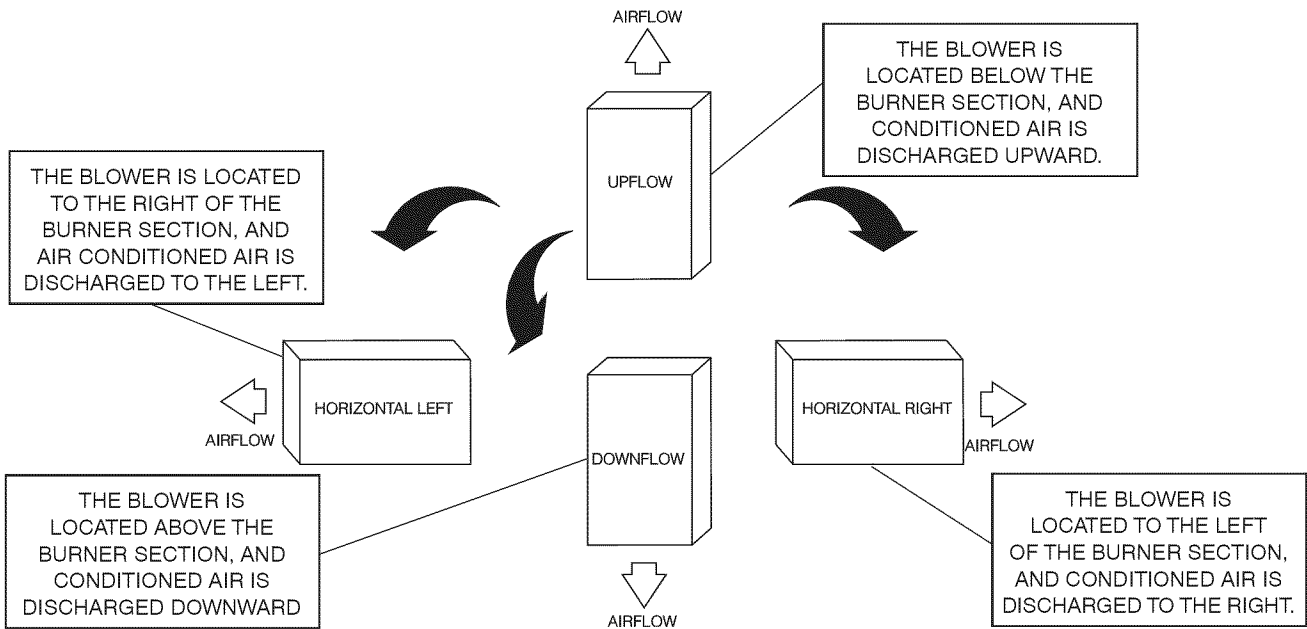 AIRFLOW
THE BLOWER IS
LOCATED BELOW THE
BURNER SECTION, AND
CONDITIONED AIR IS
DISCHARGED UPWARD.
UPFLOW
THE BLOWER IS LOCATED
TO THE RIGHT OF THE
BURNER SECTION, AND
AIR CONDITIONED AIR IS
DISCHARGED TO THE LEFT.
HORIZONTAL LEFT
AIRFLOW
HORIZONTAL RIGHT
AIRFLOW
DOWNFLOW
THE BLOWER IS
LOCATED ABOVE THE
BURNER SECTION, AND
CONDITIONED AIR IS
DISCHARGED DOWNWARD
THE BLOWER IS
LOCATED TO THE LEFT
OF THE BURNER SECTION,
AND CONDITIONED AIR IS
DISCHARGED TO THE RIGHT.
AIRFLOW